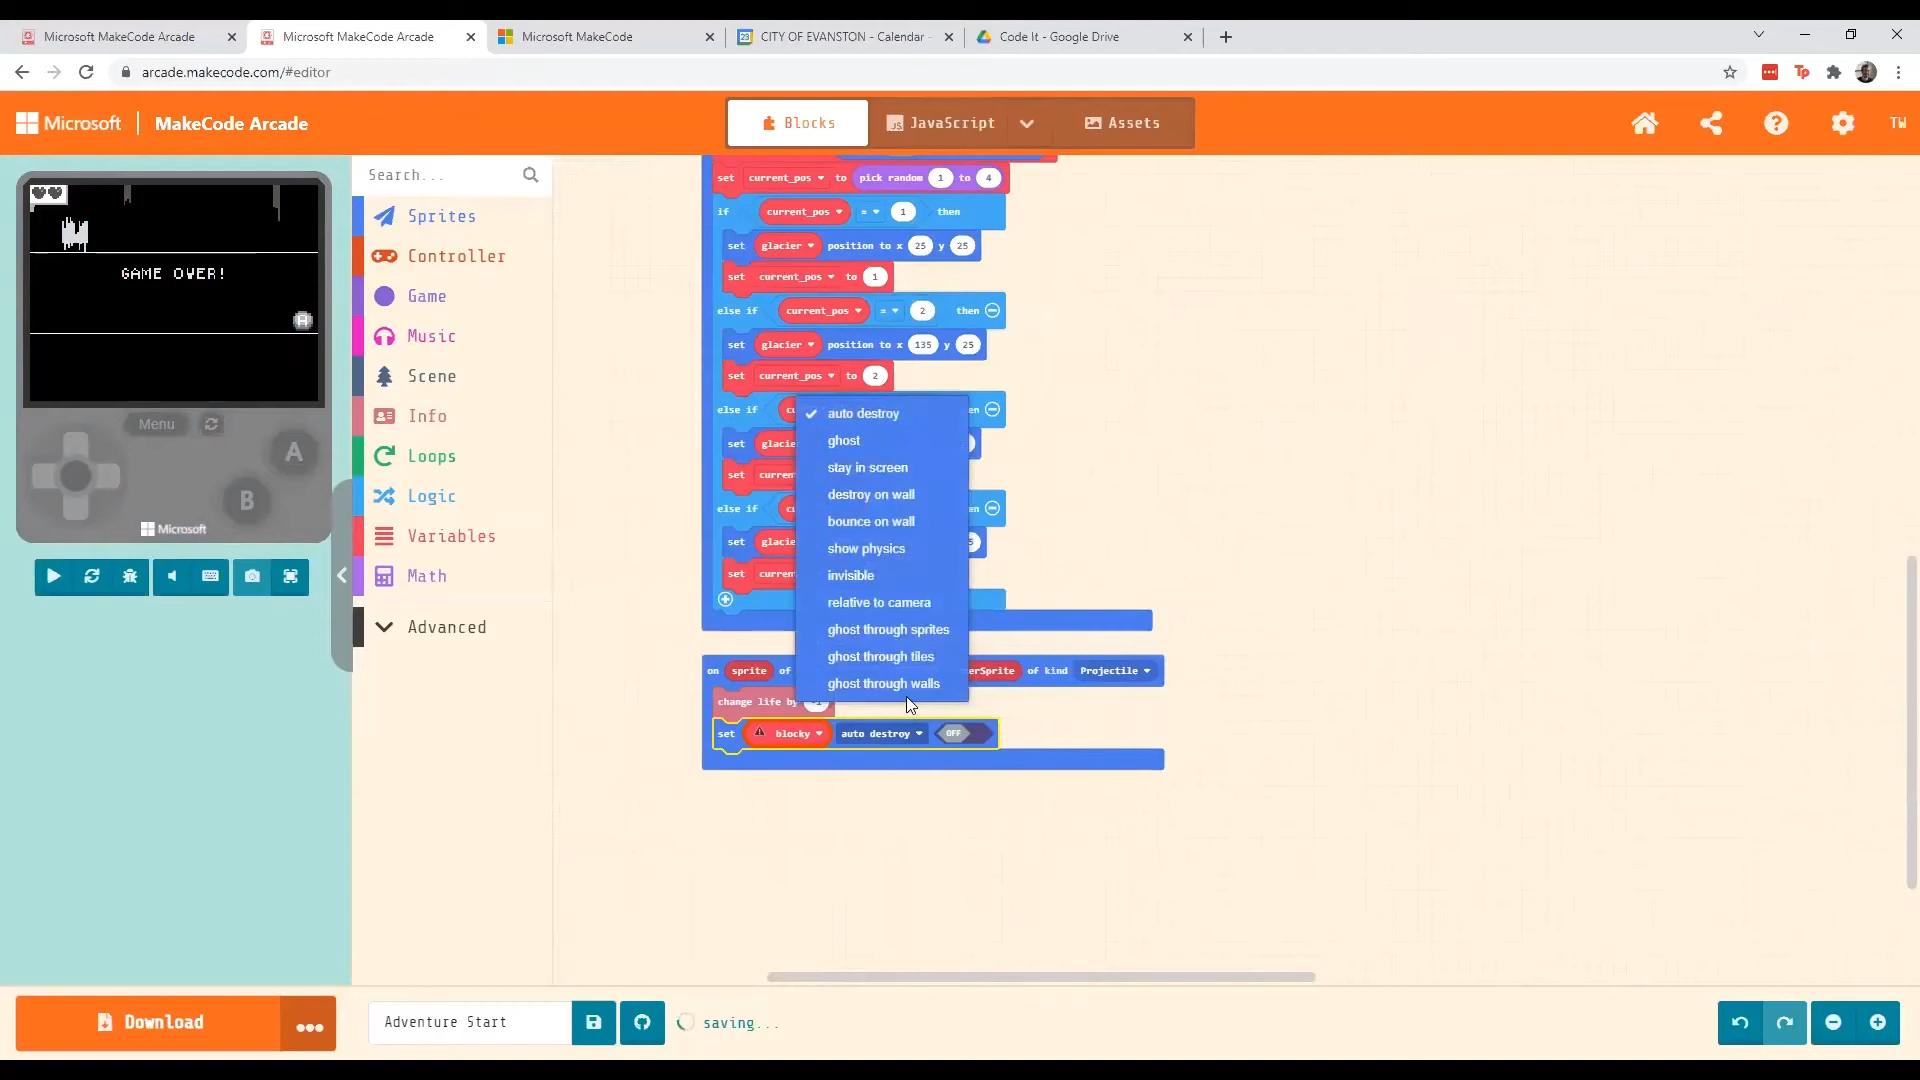 Microsoft MakeCode Arcade
Microsoft MakeCode Arcade
Microsoft MakeCode
23 CITY OF EVANSTON - Calendar -
Code It - Google Drive
arcade.makecode.com/#editor
Tp
Microsoft
MakeCode Arcade
Blocks
JS JavaScript
Assets
TW
GAME OVER!
A
Menu
A
B
Microsoft
Search...
Sprites
Controller
Game
Music
Scene
Info
Loops
Logic
Variables
Math
Advanced
set current_pos to pick random 1 to 4
if current_pos = 1 then
set glacier position to x 25 y 25
set current_pos to 1
else if current_pos = 2 then
set glacier position to x 135 y 25
set current_pos to 2
else if
set
set
else if
set
set
auto destroy
ghost
stay in screen
destroy on wall
bounce on wall
show physics
invisible
relative to camera
ghost through sprites
ghost through tiles
ghost through walls
on sprite of erSprite of kind Projectile
change life by -1
set blocky auto destroy OFF
Download
Adventure Start
saving...